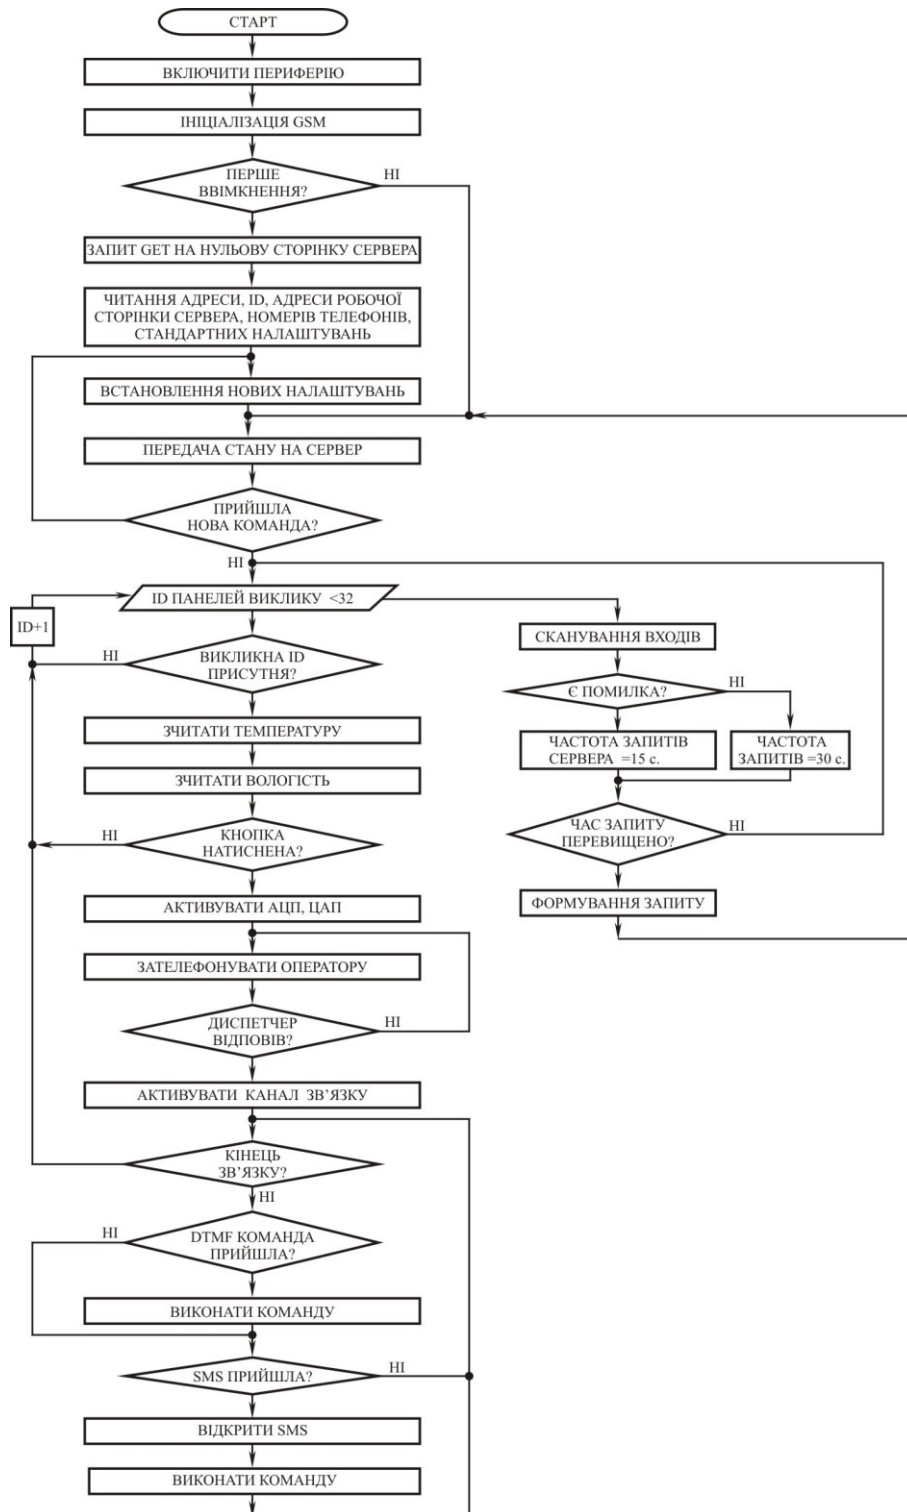 СТАРТ
ВКЛЮЧИТИ ПЕРИФЕРІЮ
ІНІЦІАЛІЗАЦІЯ GSM
ПЕРШЕ
ВВІМКНЕННЯ?
НІ
ЗАПИТ GET НА НУЛЬОВУ СТОРІНКУ СЕРВЕРА
ЧИТАННЯ АДРЕСИ, ID, АДРЕСИ РОБОЧОЇ
СТОРІНКИ СЕРВЕРА, НОМЕРІВ ТЕЛЕФОНІВ,
СТАНДАРТНИХ НАЛАШТУВАНЬ
ВСТАНОВЛЕННЯ НОВИХ НАЛАШТУВАНЬ
ПЕРЕДАЧА СТАНУ НА СЕРВЕР
ПРИЙШЛА
НОВА КОМАНДА?
НІ
ID ПАНЕЛЕЙ ВИКЛИКУ <32
ID+1
НІ
ВИКЛИКНА ID
ПРИСУТНЯ?
ЗЧИТАТИ ТЕМПЕРАТУРУ
ЗЧИТАТИ ВОЛОГІСТЬ
НІ
КНОПКА
НАТИСНЕНА?
АКТИВУВАТИ АЦП, ЦАП
ЗАТЕЛЕФОНУВАТИ ОПЕРАТОРУ
ДИСПЕТЧЕР
ВІДПОВІВ?
НІ
АКТИВУВАТИ КАНАЛ ЗВ’ЯЗКУ
КІНЕЦЬ
ЗВ’ЯЗКУ?
НІ
НІ
DTMF КОМАНДА
ПРИЙШЛА?
ВИКОНАТИ КОМАНДУ
SMS ПРИЙШЛА?
НІ
ВІДКРИТИ SMS
ВИКОНАТИ КОМАНДУ
СКАНУВАННЯ ВХОДІВ
Є ПОМИЛКА?
НІ
ЧАСТОТА ЗАПИТІВ
СЕРВЕРА =15 с.
ЧАСТОТА
ЗАПИТІВ =30 с.
ЧАС ЗАПИТУ
ПЕРЕВИЩЕНО?
НІ
ФОРМУВАННЯ ЗАПИТУ